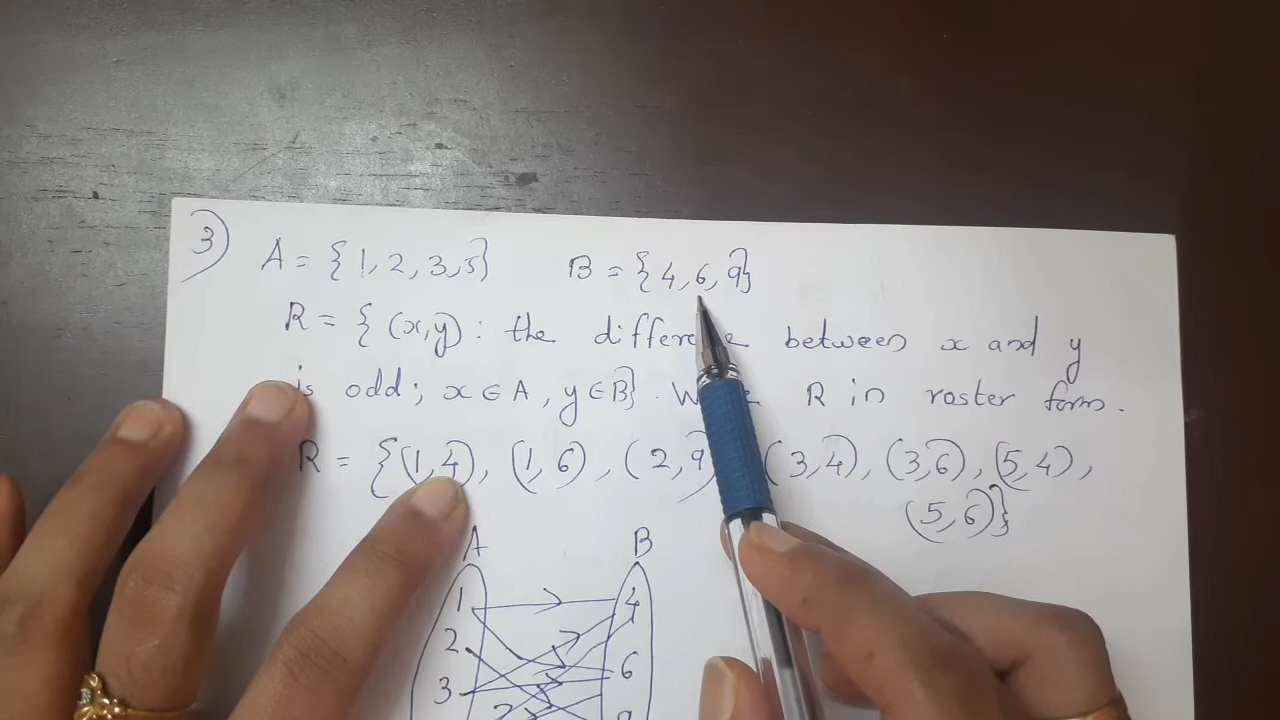 3)
A = {1, 2, 3, 5} B = {4, 6, 9}
R = {(x,y) : the difference between x and y
is odd; x ∈ A, y ∈ B}. R in roster form.
R = {(1,4), (1,6), (2,9 (3,4), (3,6), (5,4),
(5,6)}
A B
1 4
2
6
3